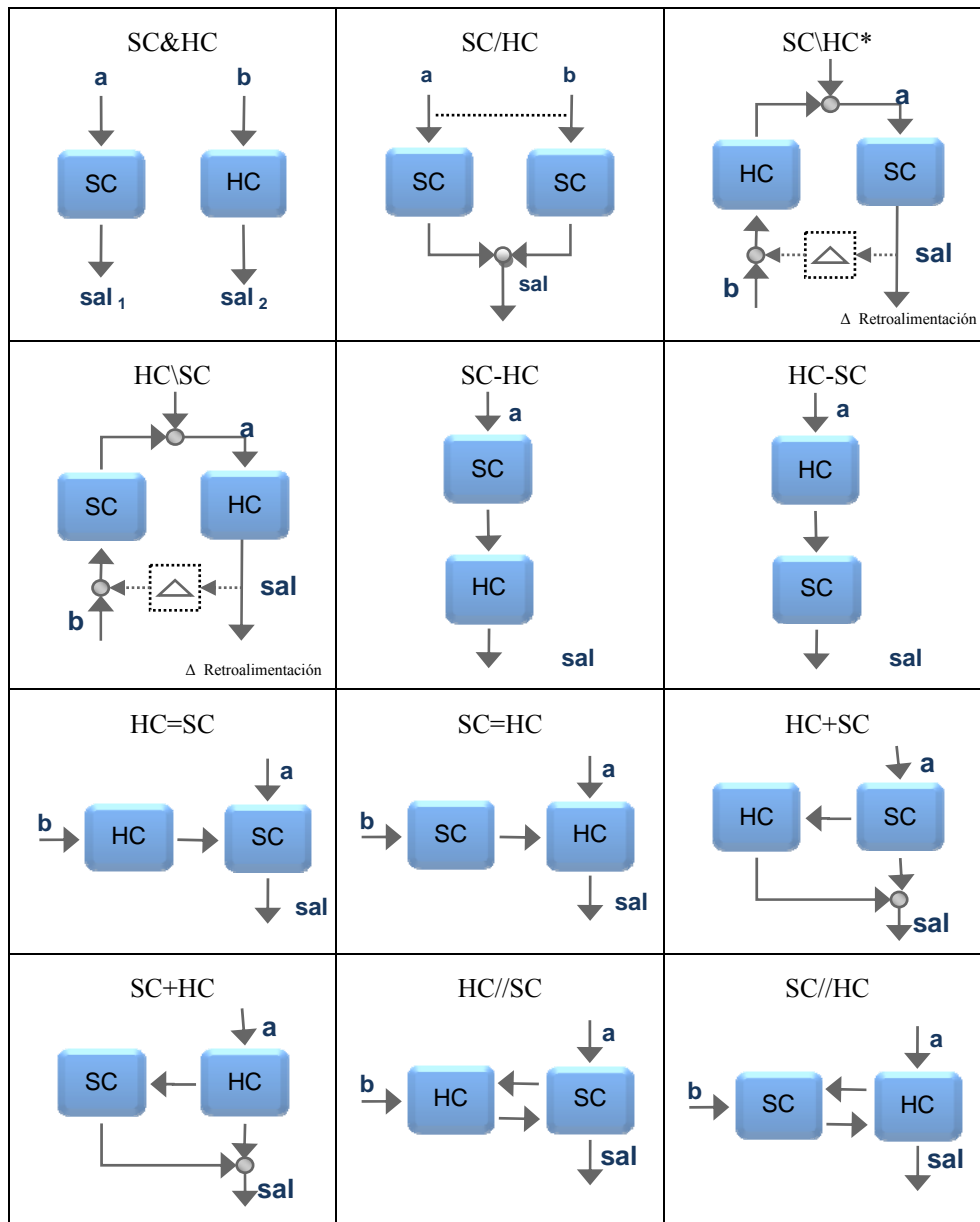 SC&HC
a
b
SC
HC
sal 1
sal 2
SC/HC
a
b
SC
SC
sal
SC\HC*
a
HC
SC
sal
b
Δ Retroalimentación
HC\SC
a
SC
HC
sal
b
Δ Retroalimentación
SC-HC
a
SC
HC
sal
HC-SC
a
HC
SC
sal
HC=SC
a
b
HC
SC
sal
SC=HC
a
b
SC
HC
sal
HC+SC
a
HC
SC
sal
SC+HC
a
SC
HC
sal
HC//SC
a
b
HC
SC
sal
SC//HC
a
b
SC
HC
sal